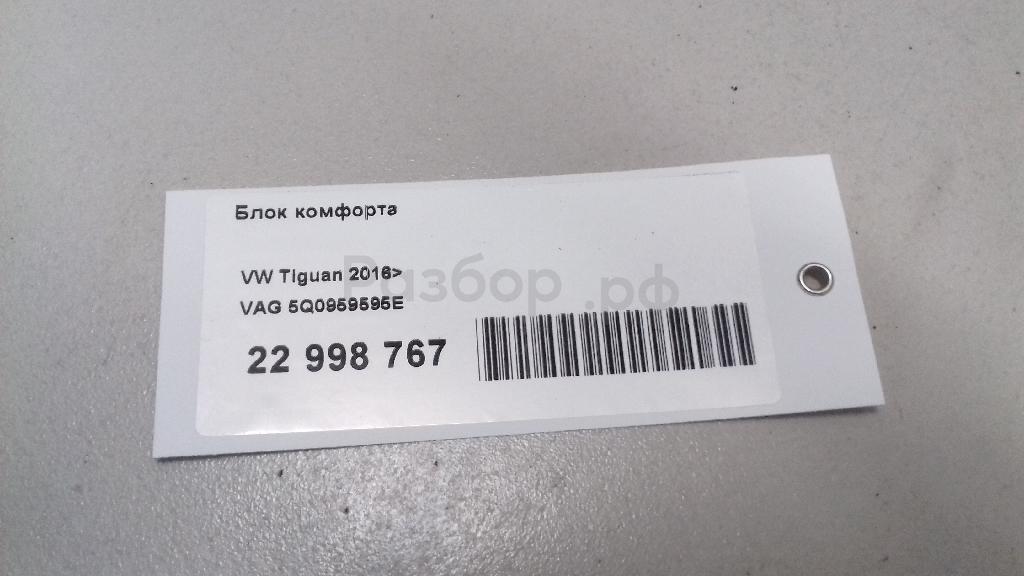 Блок комфорта
VW Tiguan 2016>
VAG 5Q0959595E
22 998 767
Разбор.рф